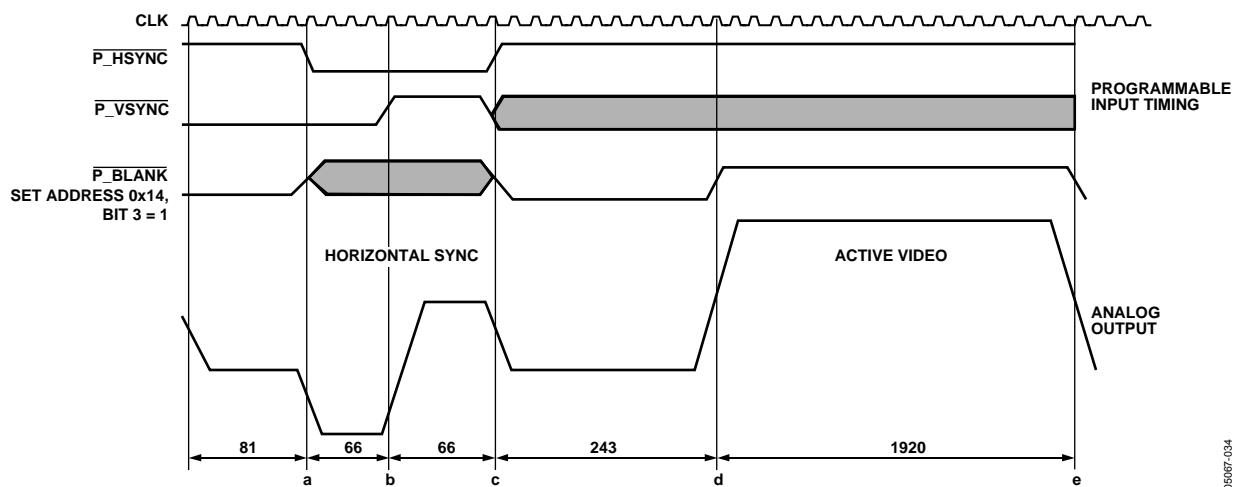 CLK
P_HSYNC
P_VSYNC
PROGRAMMABLE
INPUT TIMING
P_BLANK
SET ADDRESS 0x14,
BIT 3 = 1
HORIZONTAL SYNC
ACTIVE VIDEO
ANALOG
OUTPUT
81 66 66 243 1920
a b c d e
05067-034